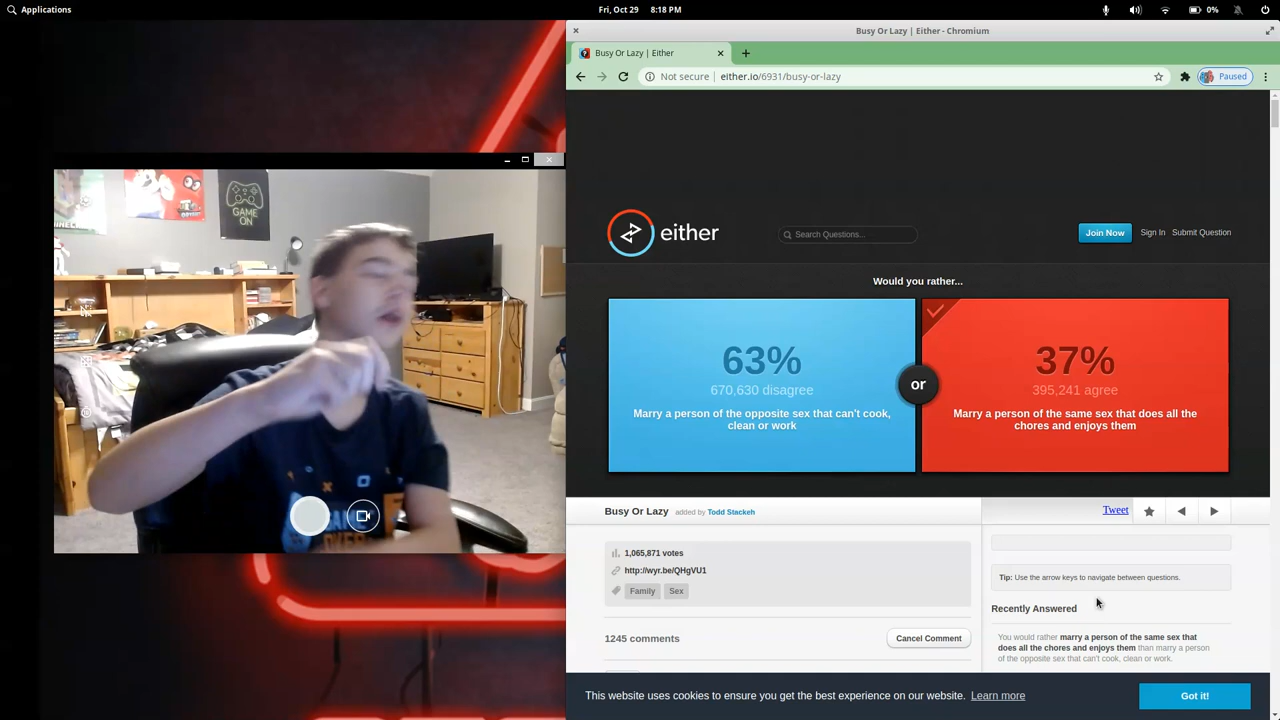 Applications
Fri, Oct 29 8:18 PM
0%
Busy Or Lazy | Either - Chromium
Busy Or Lazy | Either
Not secure | either.io/6931/busy-or-lazy
Paused
GAME
ON
either
Search Questions...
Join Now
Sign In
Submit Question
Would you rather...
63%
670,630 disagree
Marry a person of the opposite sex that can't cook,
clean or work
or
37%
395,241 agree
Marry a person of the same sex that does all the
chores and enjoys them
Busy Or Lazy added by Todd Stackeh
Tweet
1,065,871 votes
http://wyr.be/QHgVU1
Family Sex
1245 comments
Cancel Comment
Tip: Use the arrow keys to navigate between questions.
Recently Answered
You would rather marry a person of the same sex that
does all the chores and enjoys them than marry a person
of the opposite sex that can't cook, clean or work.
This website uses cookies to ensure you get the best experience on our website. Learn more
Got it!